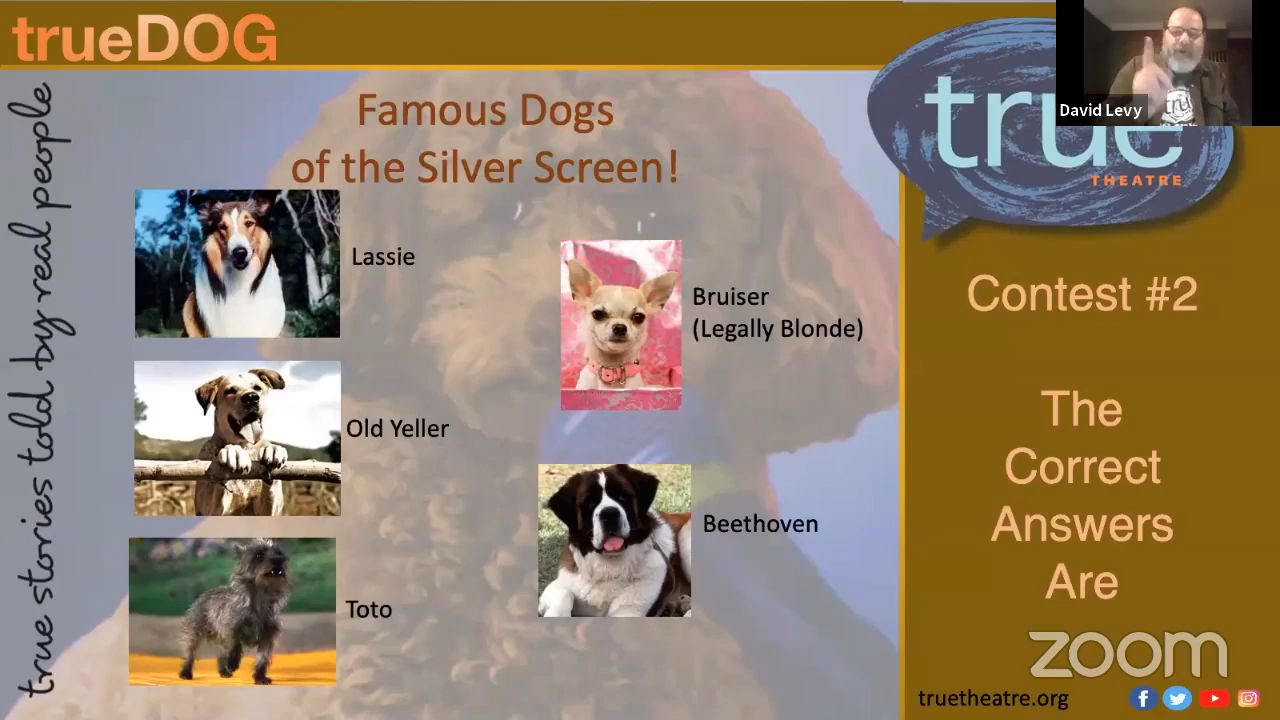 trueDOG
true stories told by real people
Famous Dogs
of the Silver Screen!
Lassie
Old Yeller
Toto
Bruiser
(Legally Blonde)
Beethoven
David Levy
true
THEATRE
Contest #2
The
Correct
Answers
Are
zoom
truetheatre.org